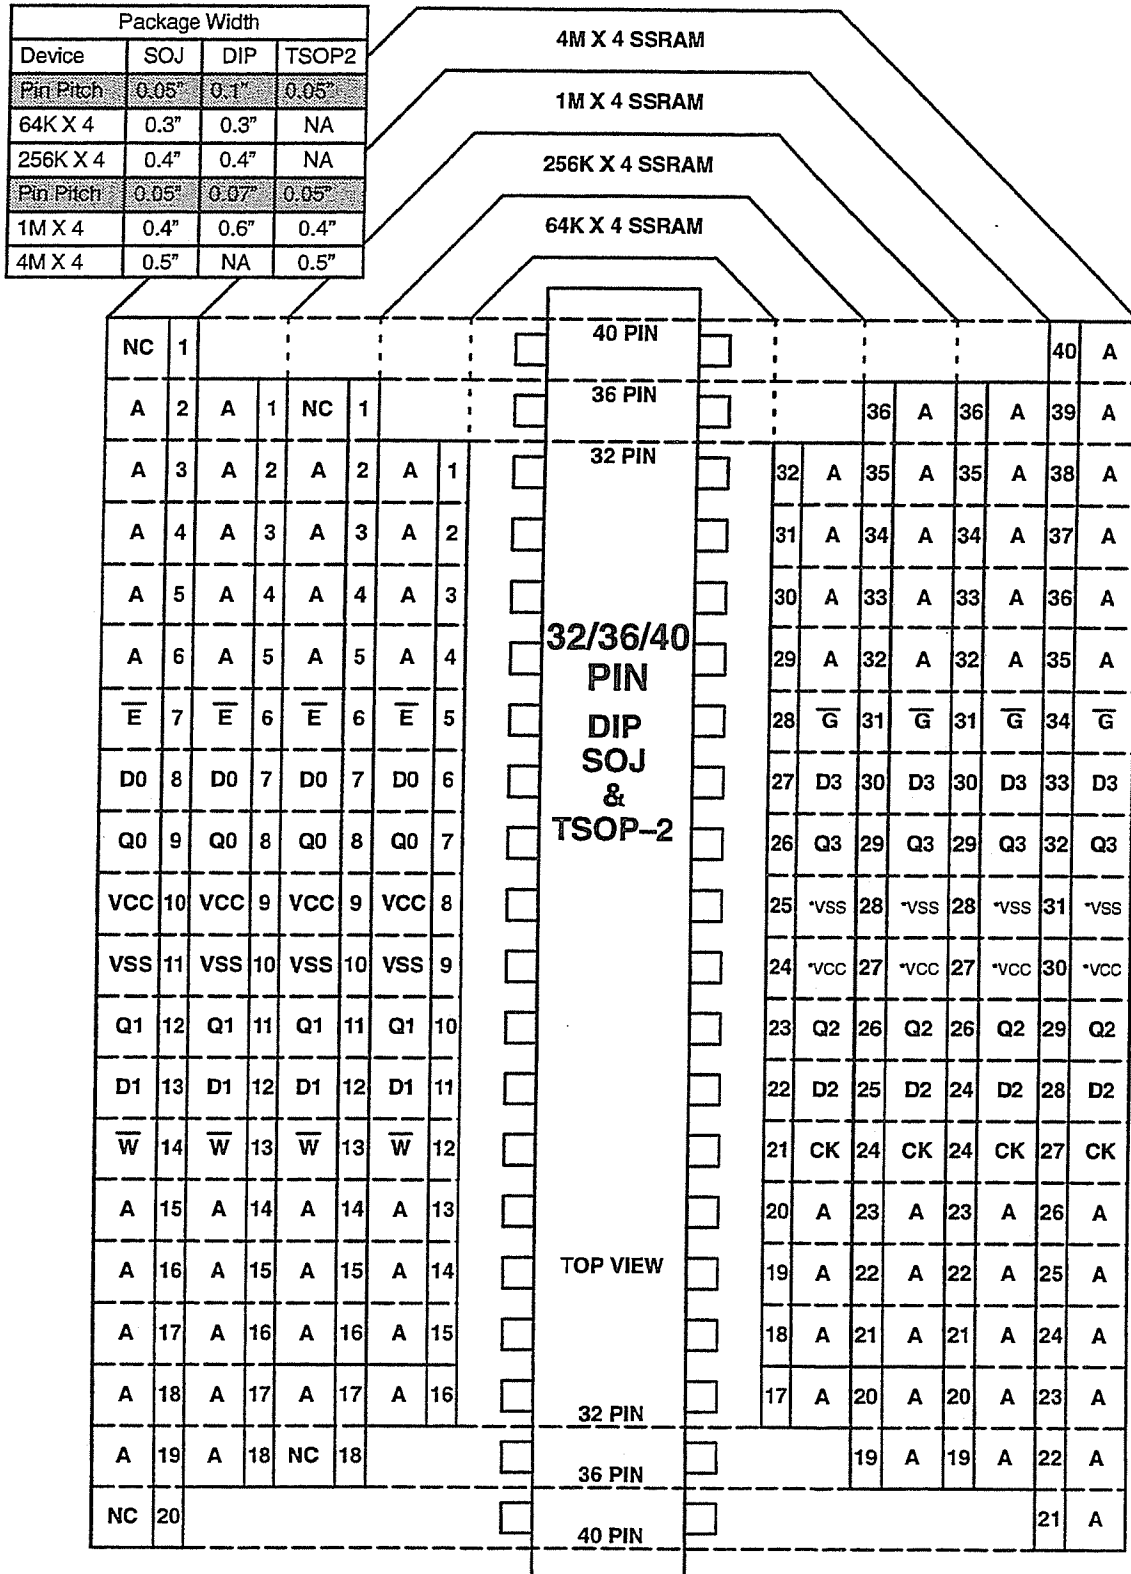 Package Width
Device SOJ DIP TSOP2
Pin Pitch 0.05" 0.1" 0.05"
64K X 4 0.3" 0.3" NA
256K X 4 0.4" 0.4" NA
Pin Pitch 0.05" 0.07" 0.05"
1M X 4 0.4" 0.6" 0.4"
4M X 4 0.5" NA 0.5"
4M X 4 SSRAM
1M X 4 SSRAM
256K X 4 SSRAM
64K X 4 SSRAM
NC 1 40 PIN 40 A
A 2 A 1 NC 1 36 PIN 36 A 36 A 39 A
A 3 A 2 A 2 A 1 32 PIN 32 A 35 A 35 A 38 A
A 4 A 3 A 3 A 2 31 A 34 A 34 A 37 A
A 5 A 4 A 4 A 3 30 A 33 A 33 A 36 A
A 6 A 5 A 5 A 4 29 A 32 A 32 A 35 A
E̅ 7 E̅ 6 E̅ 6 E̅ 5 28 G̅ 31 G̅ 31 G̅ 34 G̅
D0 8 D0 7 D0 7 D0 6 27 D3 30 D3 30 D3 33 D3
Q0 9 Q0 8 Q0 8 Q0 7 26 Q3 29 Q3 29 Q3 32 Q3
VCC 10 VCC 9 VCC 9 VCC 8 25 *VSS 28 *VSS 28 *VSS 31 *VSS
VSS 11 VSS 10 VSS 10 VSS 9 24 *VCC 27 *VCC 27 *VCC 30 *VCC
Q1 12 Q1 11 Q1 11 Q1 10 23 Q2 26 Q2 26 Q2 29 Q2
D1 13 D1 12 D1 12 D1 11 22 D2 25 D2 24 D2 28 D2
W̅ 14 W̅ 13 W̅ 13 W̅ 12 21 CK 24 CK 24 CK 27 CK
A 15 A 14 A 14 A 13 20 A 23 A 23 A 26 A
A 16 A 15 A 15 A 14 19 A 22 A 22 A 25 A
A 17 A 16 A 16 A 15 18 A 21 A 21 A 24 A
A 18 A 17 A 17 A 16 17 A 20 A 20 A 23 A
A 19 A 18 NC 18 19 A 19 A 22 A
NC 20 21 A
32/36/40
PIN
DIP
SOJ
&
TSOP–2
TOP VIEW
32 PIN
36 PIN
40 PIN